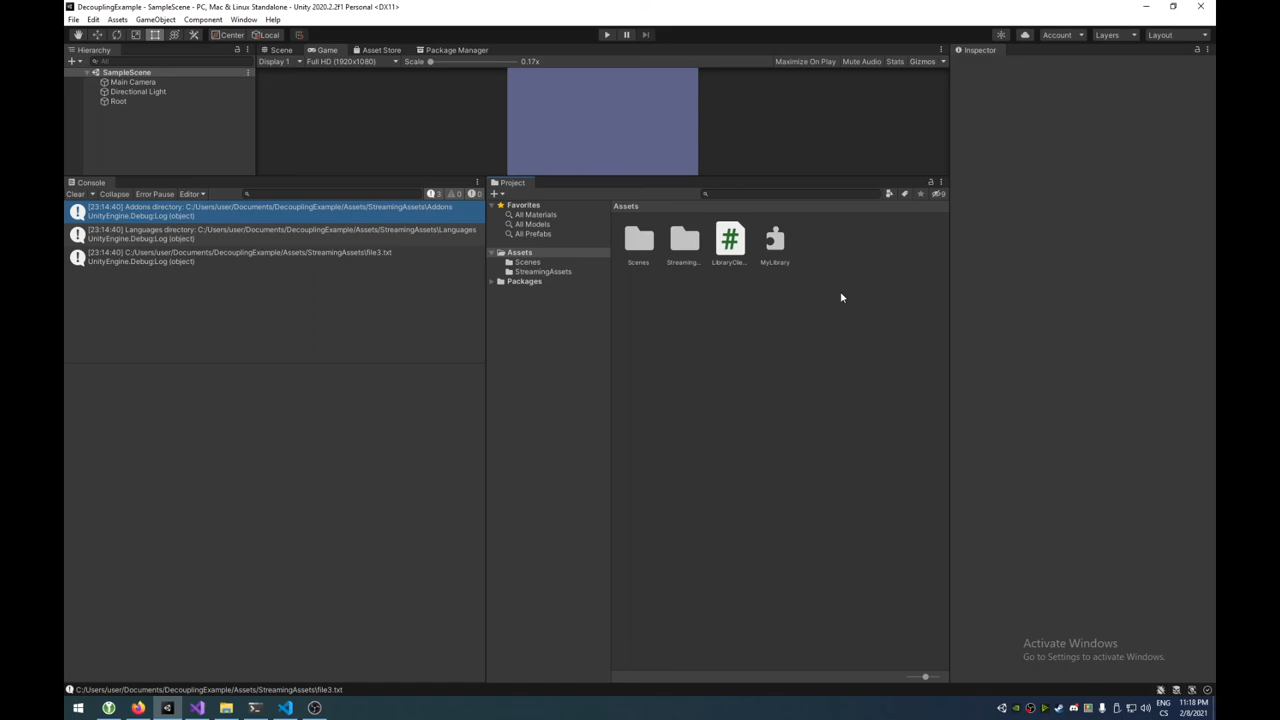 DecouplingExample - SampleScene - PC, Mac & Linux Standalone - Unity 2020.2.2f1 Personal <DX11>
File Edit Assets GameObject Component Window Help
Center Local Account Layers Layout
Hierarchy Scene Game Asset Store Package Manager Inspector
All Display 1 Full HD (1920x1080) Scale 0.17x Maximize On Play Mute Audio Stats Gizmos
SampleScene
Main Camera
Directional Light
Root
Console
Clear Collapse Error Pause Editor 3 0 0
[23:14:40] Addons directory: C:/Users/user/Documents/DecouplingExample/Assets/StreamingAssets\Addons
UnityEngine.Debug:Log (object)
[23:14:40] Languages directory: C:/Users/user/Documents/DecouplingExample/Assets/StreamingAssets\Languages
UnityEngine.Debug:Log (object)
[23:14:40] C:/Users/user/Documents/DecouplingExample/Assets/StreamingAssets\file3.txt
UnityEngine.Debug:Log (object)
Project
9
Favorites
All Materials
All Models
All Prefabs
Assets
Scenes
StreamingAssets
Packages
Assets
Scenes Streaming... LibraryClie... MyLibrary
Activate Windows
Go to Settings to activate Windows.
C:/Users/user/Documents/DecouplingExample/Assets/StreamingAssets\file3.txt
ENG 11:18 PM
CS 2/8/2021